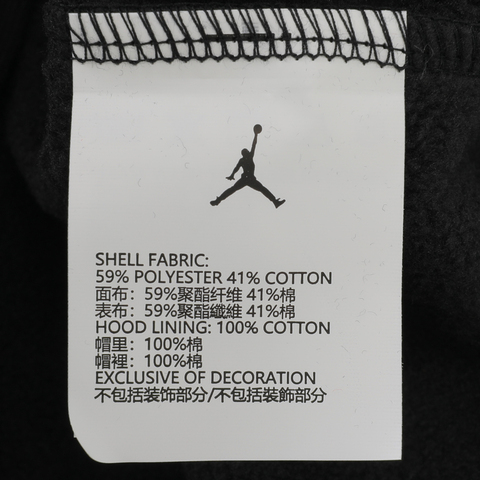 SHELL FABRIC:
59% POLYESTER 41% COTTON
面布：59%聚酯纤维 41%棉
表布：59%聚酯纖維 41%棉
HOOD LINING: 100% COTTON
帽里：100%棉
帽裡：100%棉
EXCLUSIVE OF DECORATION
不包括装饰部分/不包括裝飾部分